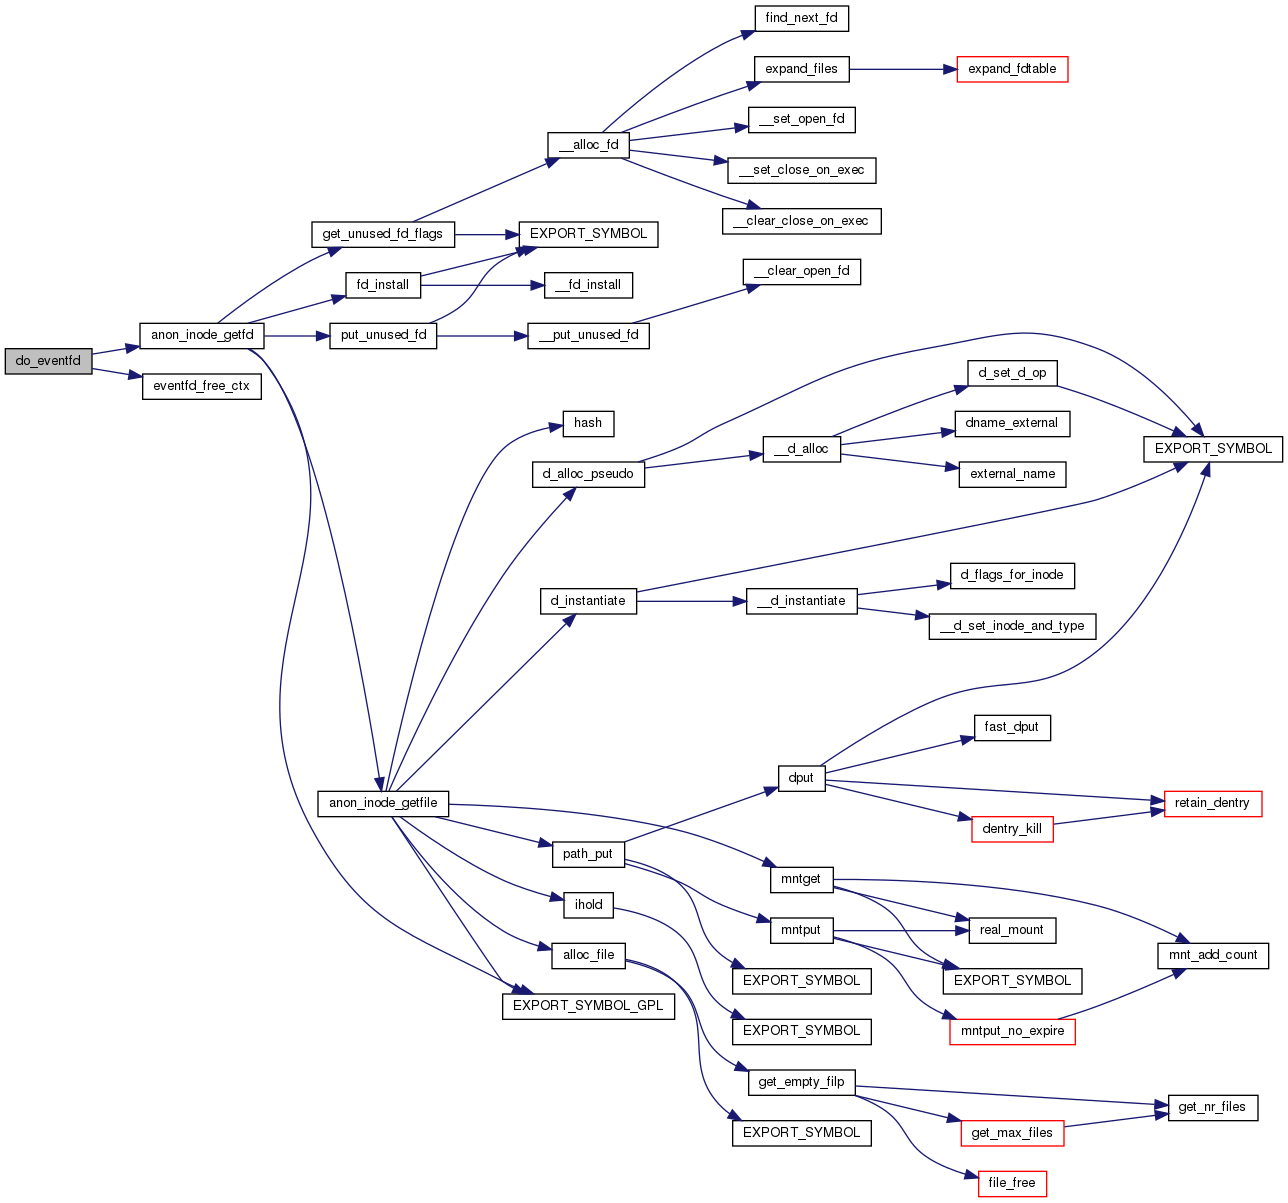 find_next_fd
expand_files
expand_fdtable
__set_open_fd
__alloc_fd
__set_close_on_exec
__clear_close_on_exec
get_unused_fd_flags
EXPORT_SYMBOL
__clear_open_fd
fd_install
__fd_install
anon_inode_getfd
put_unused_fd
__put_unused_fd
do_eventfd
eventfd_free_ctx
d_set_d_op
hash
dname_external
__d_alloc
EXPORT_SYMBOL
d_alloc_pseudo
external_name
d_flags_for_inode
d_instantiate
__d_instantiate
__d_set_inode_and_type
fast_dput
dput
anon_inode_getfile
retain_dentry
dentry_kill
path_put
mntget
ihold
mntput
real_mount
alloc_file
mnt_add_count
EXPORT_SYMBOL
EXPORT_SYMBOL
EXPORT_SYMBOL_GPL
EXPORT_SYMBOL
mntput_no_expire
get_empty_filp
get_nr_files
EXPORT_SYMBOL
get_max_files
file_free